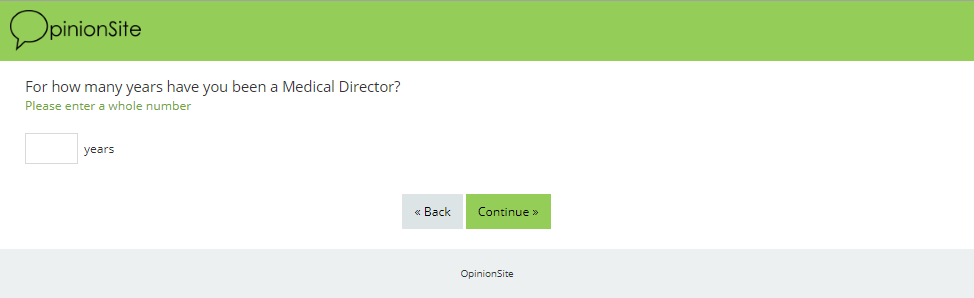 OpinionSite
For how many years have you been a Medical Director?
Please enter a whole number
years
« Back
Continue »
OpinionSite